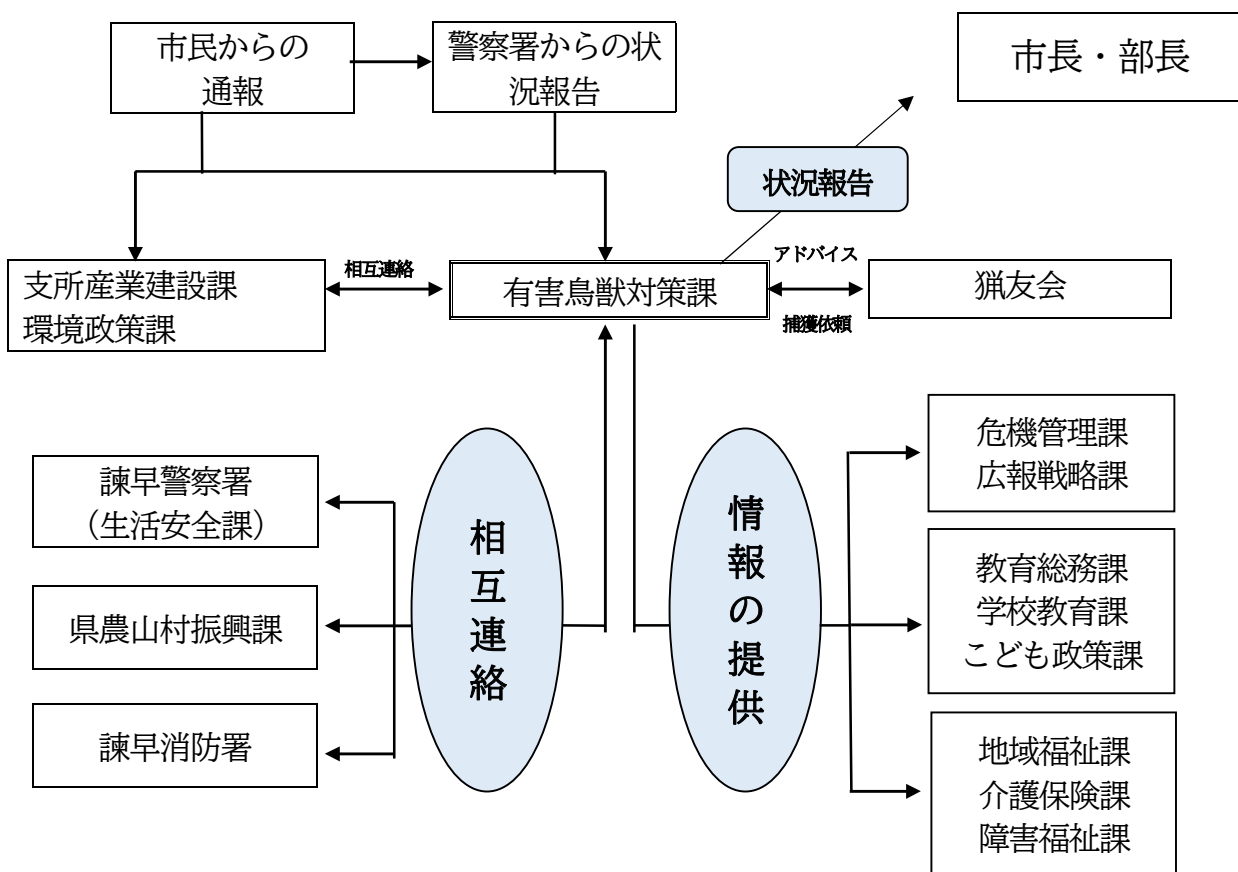 市民からの
通報
警察署からの状
況報告
市長・部長
状況報告
支所産業建設課
環境政策課
相互連絡
有害鳥獣対策課
アドバイス
捕獲依頼
猟友会
諫早警察署
（生活安全課）
県農山村振興課
諫早消防署
相互連絡
情報の提供
危機管理課
広報戦略課
教育総務課
学校教育課
こども政策課
地域福祉課
介護保険課
障害福祉課